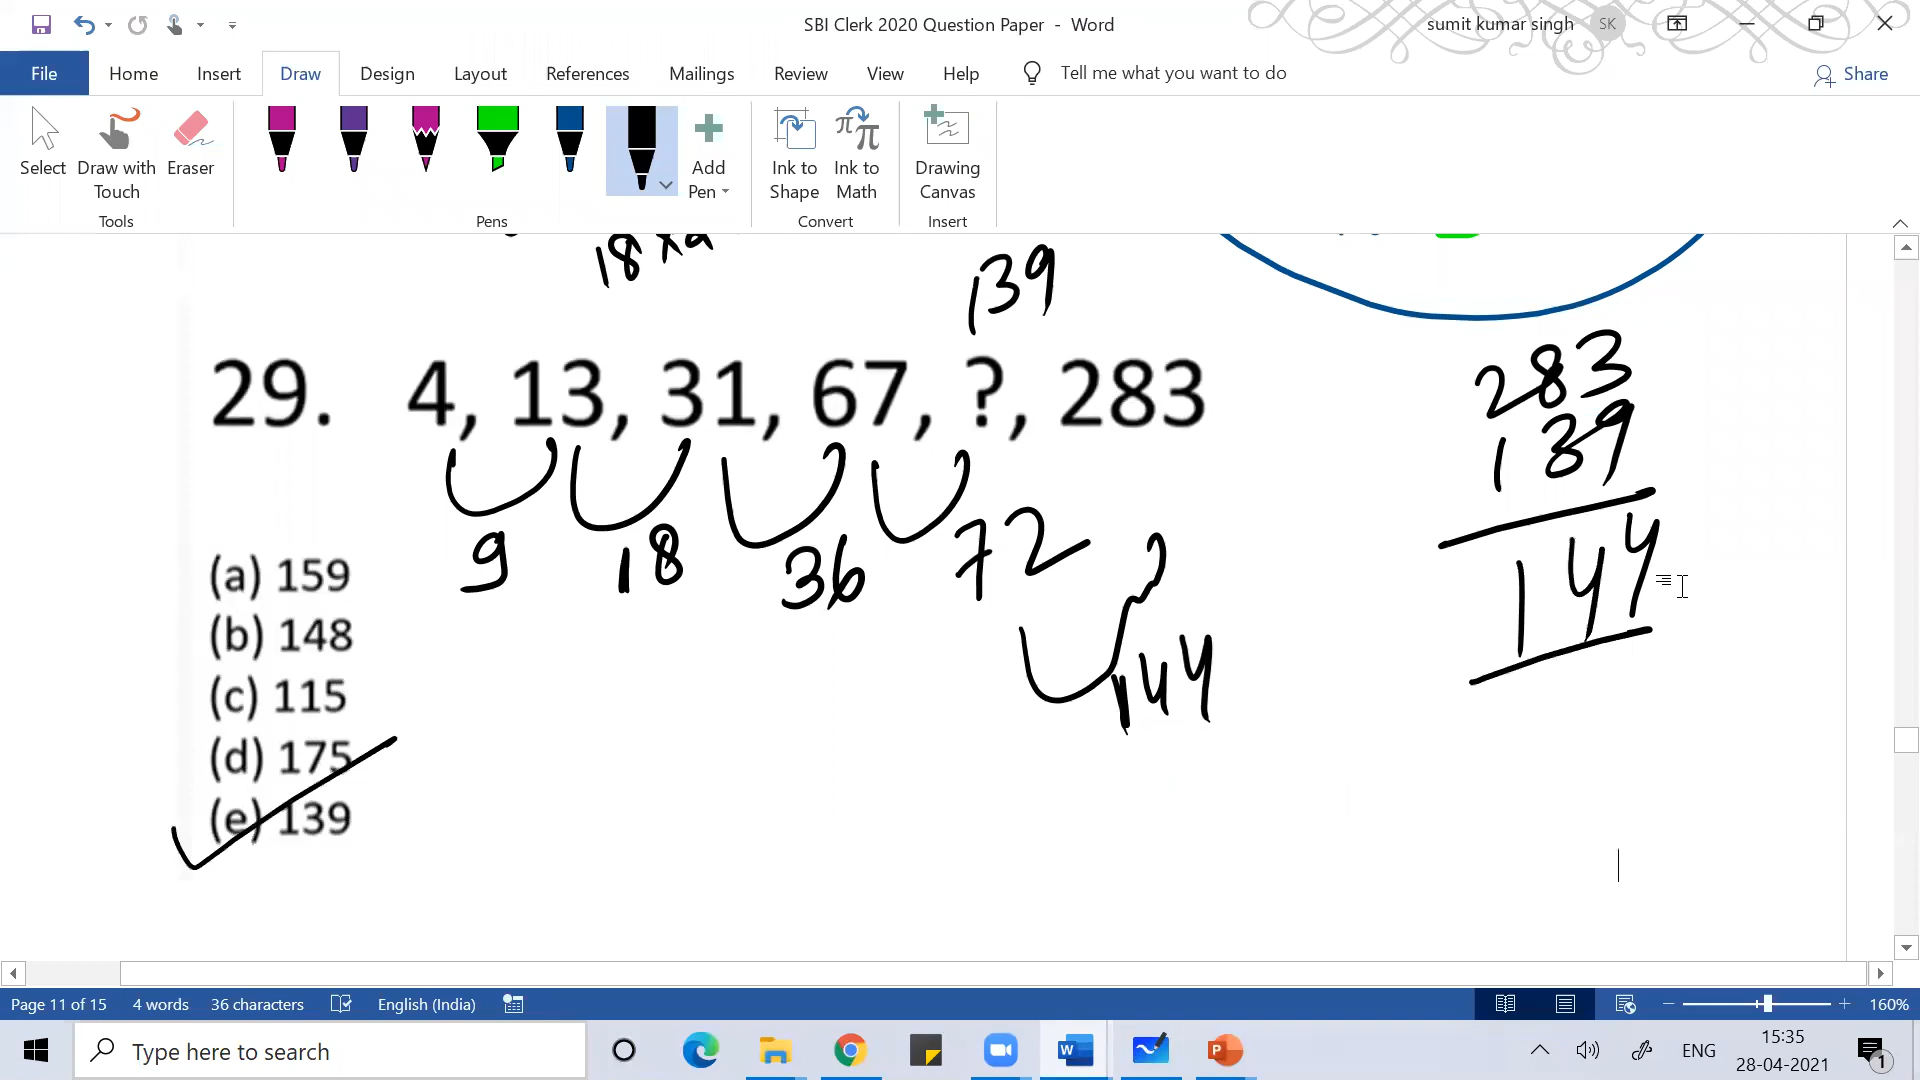 SBI Clerk 2020 Question Paper - Word
sumit kumar singh SK
File Home Insert Draw Design Layout References Mailings Review View Help Tell me what you want to do Share
Select Draw with Touch Eraser
Add Pen
Ink to Shape Ink to Math
Drawing Canvas
Tools Pens Convert Insert
18 x2
139
29. 4, 13, 31, 67, ?, 283
9 18 36 72
144
283
139
144
(a) 159
(b) 148
(c) 115
(d) 175
(e) 139
Page 11 of 15 4 words 36 characters English (India) 160%
Type here to search
ENG
15:35
28-04-2021
1